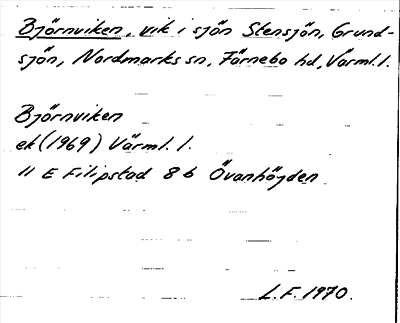 Björnviken, vik i sjön Stensjön, Grund-
sjön, Nordmarks sn, Färnebo hd, Värml.l.
Björnviken
ek (1969) Värml. l.
11 E Filipstad 8 b Övanhöjden
L.F. 1970.